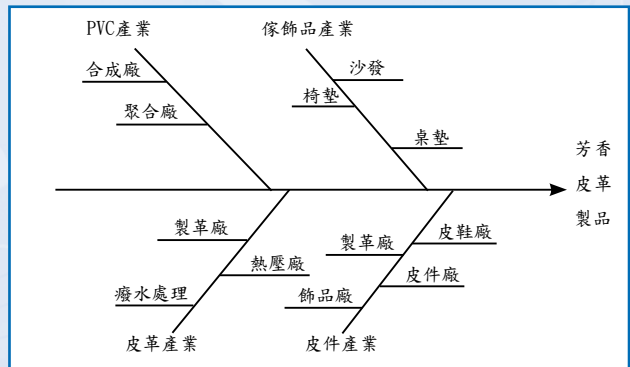 PVC產業
傢飾品產業
合成廠
沙發
椅墊
聚合廠
桌墊
芳香
皮革
製品
製革廠
皮鞋廠
製革廠
熱壓廠
皮件廠
癈水處理
飾品廠
皮革產業
皮件產業